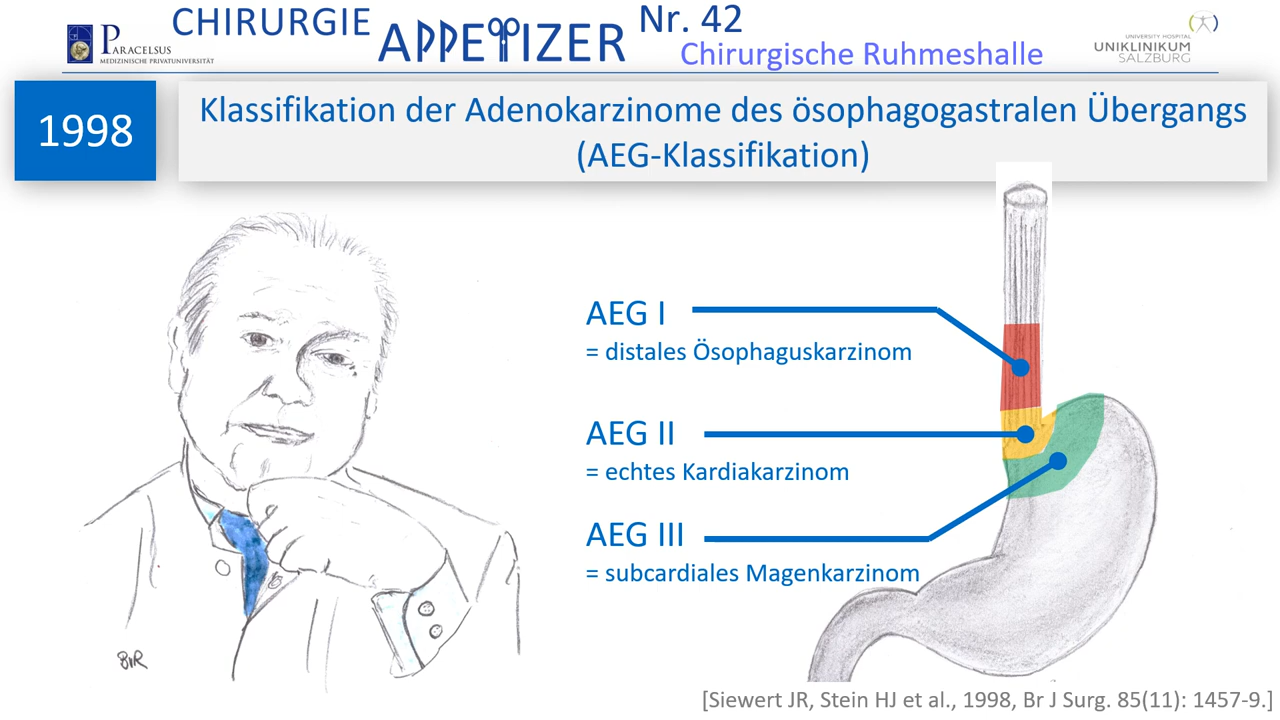 CHIRURGIE APPETIZER Nr. 42
Chirurgische Ruhmeshalle
PARACELSUS
MEDIZINISCHE PRIVATUNIVERSITÄT
UNIVERSITY HOSPITAL
UNIKLINIKUM
SALZBURG
1998
Klassifikation der Adenokarzinome des ösophagogastralen Übergangs
(AEG-Klassifikation)
AEG I
= distales Ösophaguskarzinom
AEG II
= echtes Kardiakarzinom
AEG III
= subcardiales Magenkarzinom
[Siewert JR, Stein HJ et al., 1998, Br J Surg. 85(11): 1457-9.]